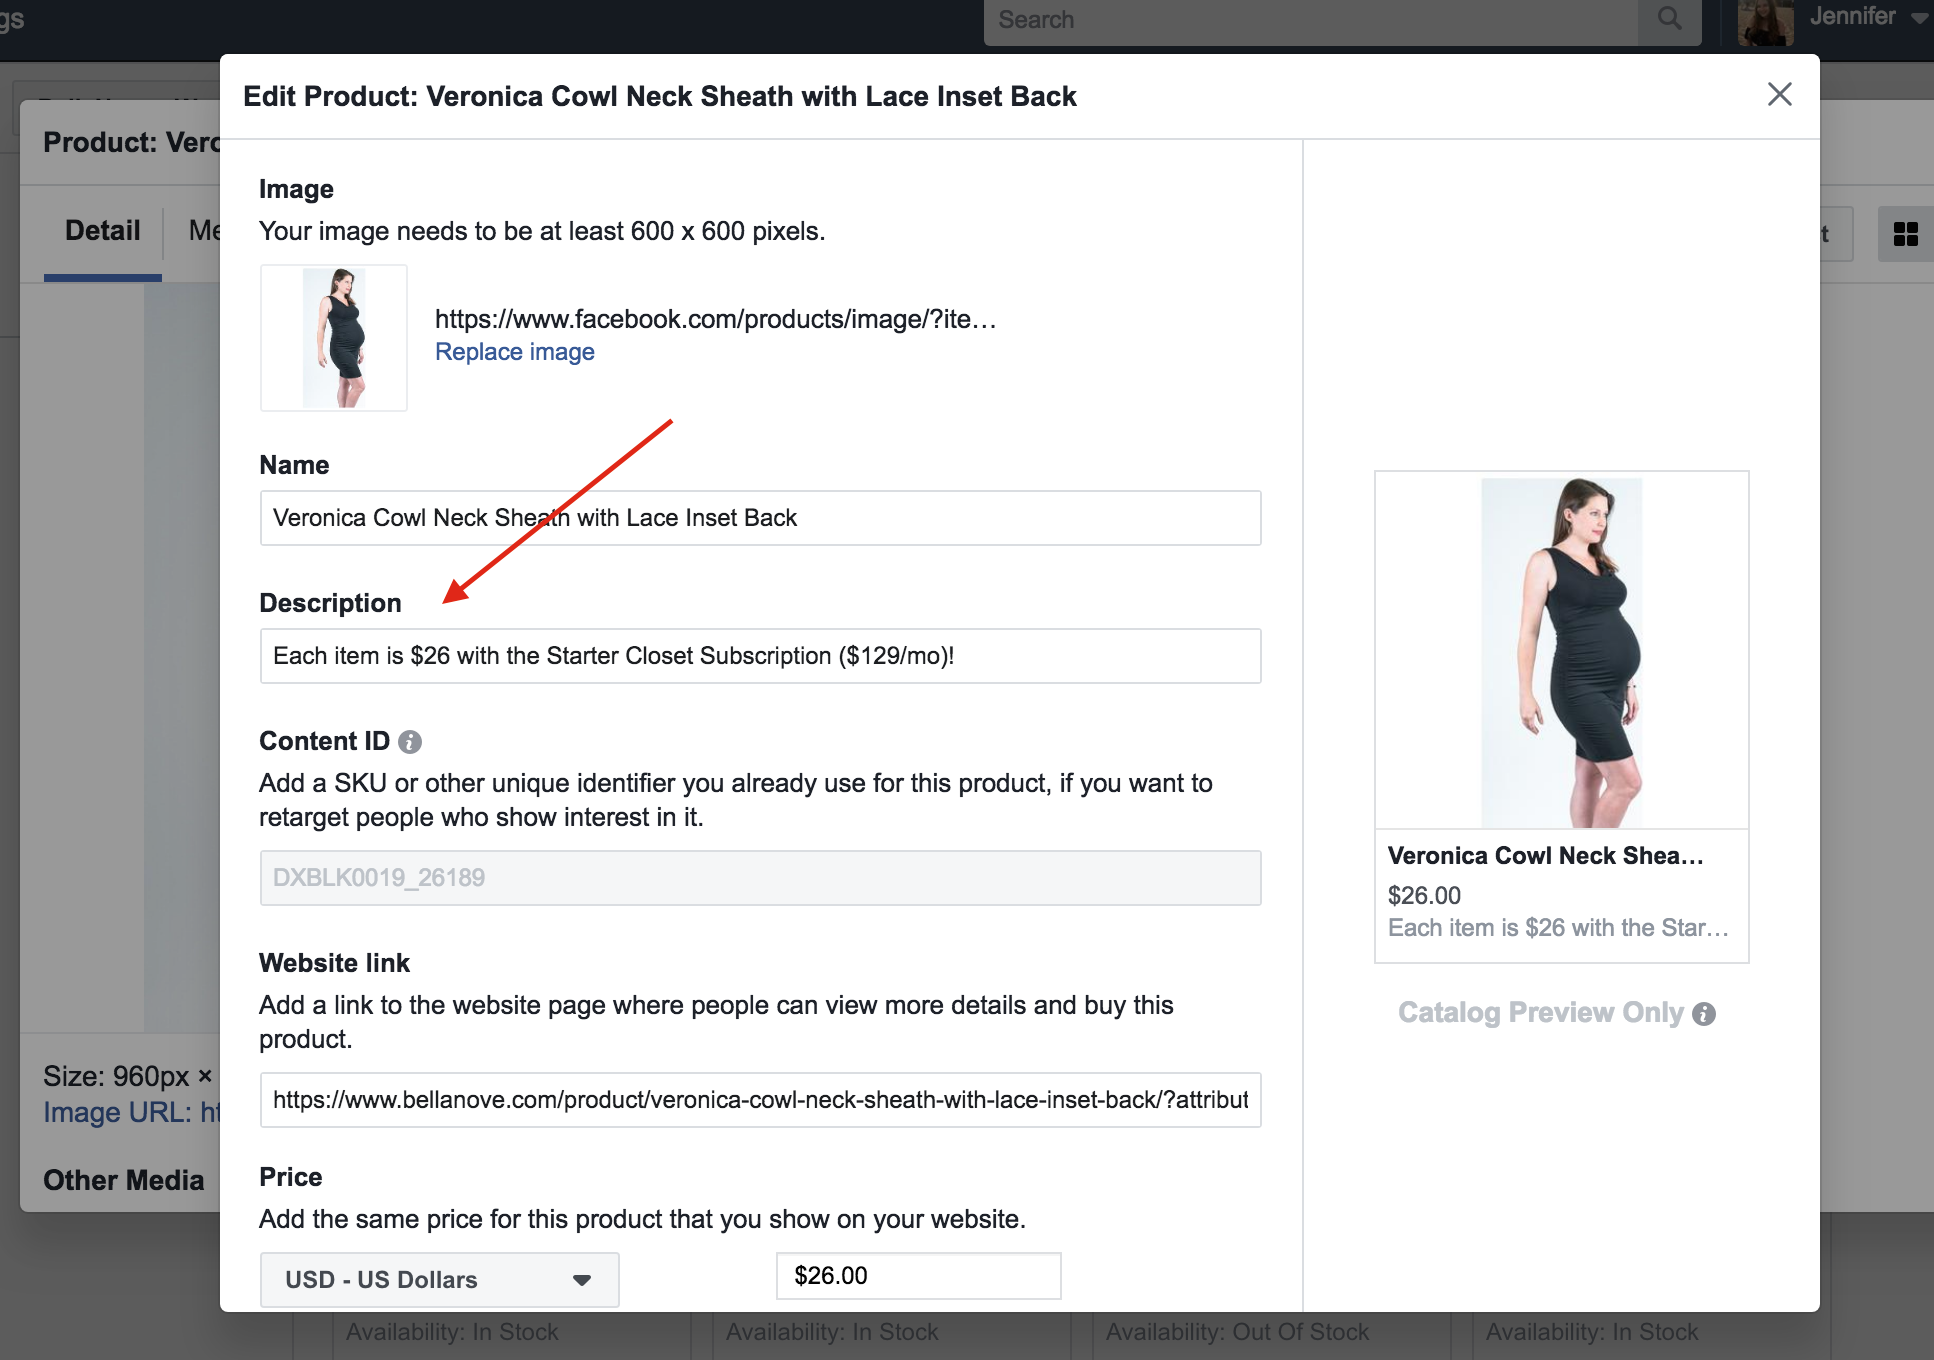 gs
Search
Jennifer
Edit Product: Veronica Cowl Neck Sheath with Lace Inset Back
Product: Verc
Detail
Me
t
Image
Your image needs to be at least 600 x 600 pixels.
https://www.facebook.com/products/image/?ite…
Replace image
Name
Veronica Cowl Neck Sheath with Lace Inset Back
Description
Each item is $26 with the Starter Closet Subscription ($129/mo)!
Content ID
Add a SKU or other unique identifier you already use for this product, if you want to
retarget people who show interest in it.
DXBLK0019_26189
Website link
Add a link to the website page where people can view more details and buy this
product.
https://www.bellanove.com/product/veronica-cowl-neck-sheath-with-lace-inset-back/?attribut
Price
Add the same price for this product that you show on your website.
USD - US Dollars
$26.00
Veronica Cowl Neck Shea…
$26.00
Each item is $26 with the Star…
Catalog Preview Only
Size: 960px ×
Image URL: ht
Other Media
Availability: In Stock
Availability: In Stock
Availability: Out Of Stock
Availability: In Stock